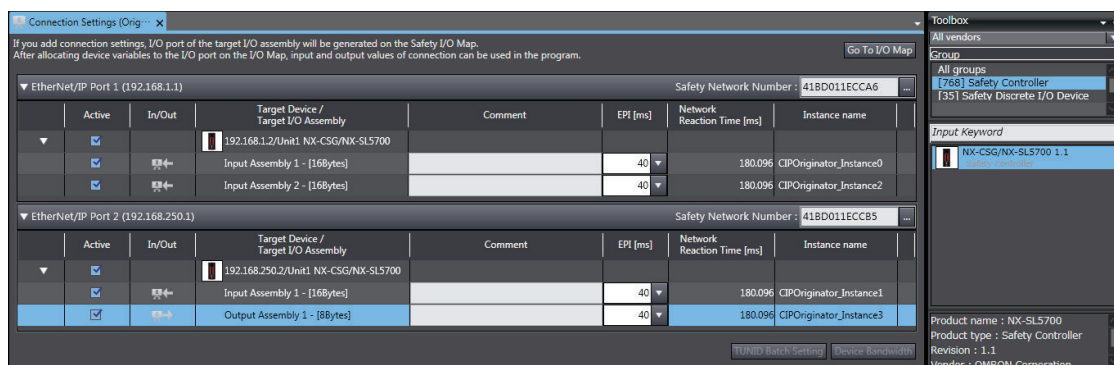 Connection Settings (Orig··· x
If you add connection settings, I/O port of the target I/O assembly will be generated on the Safety I/O Map.
After allocating device variables to the I/O port on the I/O Map, input and output values of connection can be used in the program.
Go To I/O Map
▼ EtherNet/IP Port 1 (192.168.1.1) Safety Network Number : 41BD011ECCA6 ...
Active In/Out Target Device / Target I/O Assembly Comment EPI [ms] Network Reaction Time [ms] Instance name
▼ 192.168.1.2/Unit1 NX-CSG/NX-SL5700
Input Assembly 1 - [16Bytes] 40 180.096 CIPOriginator_Instance0
Input Assembly 2 - [16Bytes] 40 180.096 CIPOriginator_Instance2
▼ EtherNet/IP Port 2 (192.168.250.1) Safety Network Number : 41BD011ECCB5 ...
Active In/Out Target Device / Target I/O Assembly Comment EPI [ms] Network Reaction Time [ms] Instance name
▼ 192.168.250.2/Unit1 NX-CSG/NX-SL5700
Input Assembly 1 - [16Bytes] 40 180.096 CIPOriginator_Instance1
Output Assembly 1 - [8Bytes] 40 180.096 CIPOriginator_Instance3
TUNID Batch Setting Device Bandwidth
Toolbox
All vendors
Group
All groups
[768] Safety Controller
[35] Safety Discrete I/O Device
Input Keyword
NX-CSG/NX-SL5700 1.1
Safety Controller
Product name : NX-SL5700
Product type : Safety Controller
Revision : 1.1
Vendor : OMRON Corporation